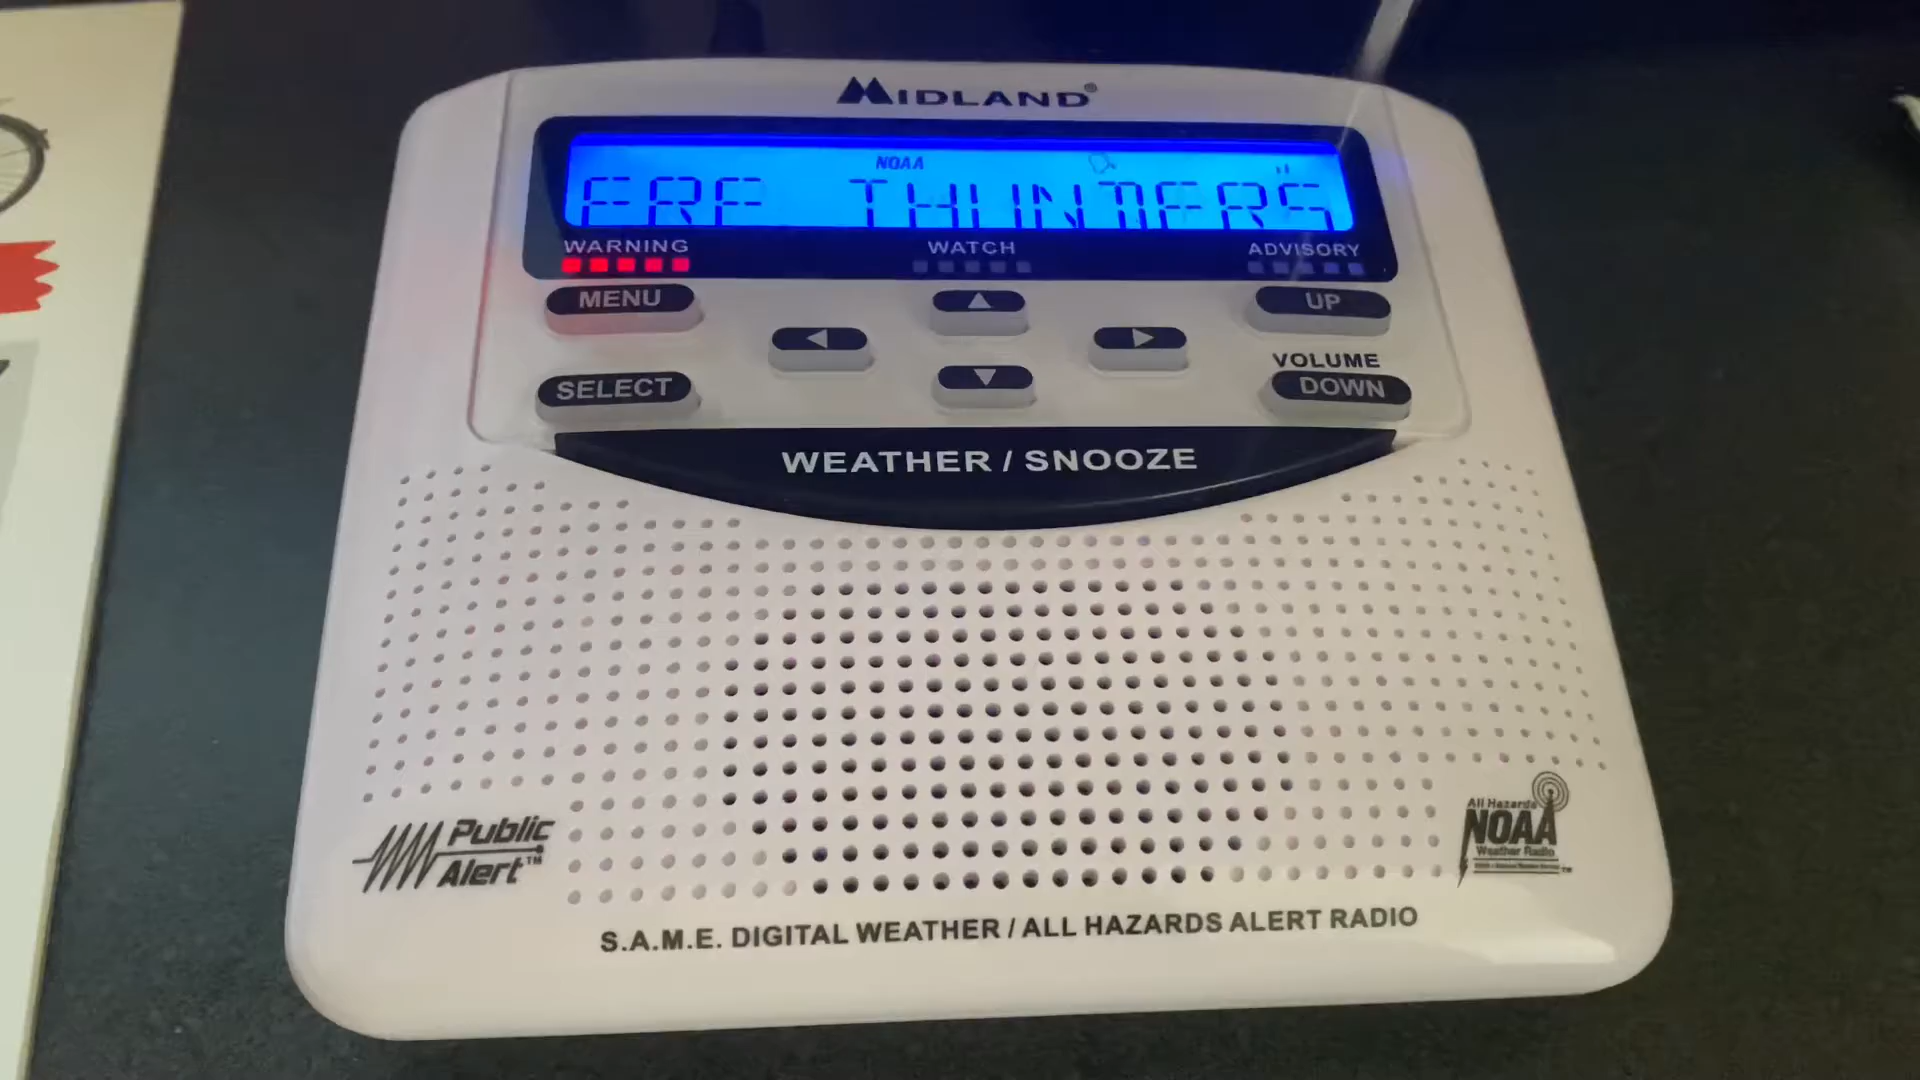 MIDLAND®
NOAA
ERE THUNDERS
WARNING WATCH ADVISORY
MENU ▲ UP
◀ ▶
VOLUME
SELECT ▼ DOWN
WEATHER / SNOOZE
Public
Alert™
All Hazards
NOAA
Weather Radio
S.A.M.E. DIGITAL WEATHER / ALL HAZARDS ALERT RADIO